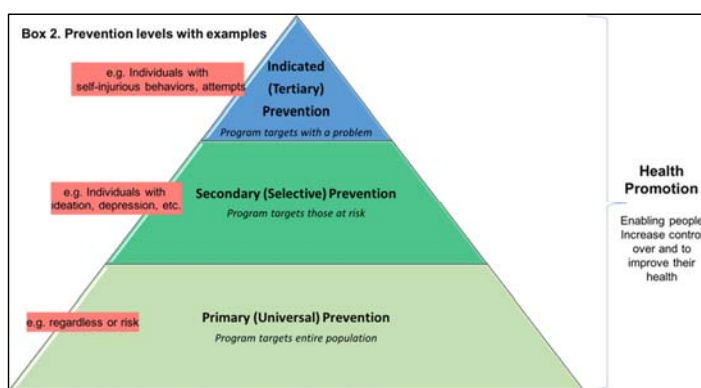 Box 2. Prevention levels with examples
e.g. Individuals with
self-injurious behaviors, attempts
Indicated
(Tertiary)
Prevention
Program targets with a problem
e.g. Individuals with
ideation, depression, etc.
Secondary (Selective) Prevention
Program targets those at risk
e.g. regardless or risk
Primary (Universal) Prevention
Program targets entire population
Health
Promotion
Enabling people
Increase control
over and to
improve their
health